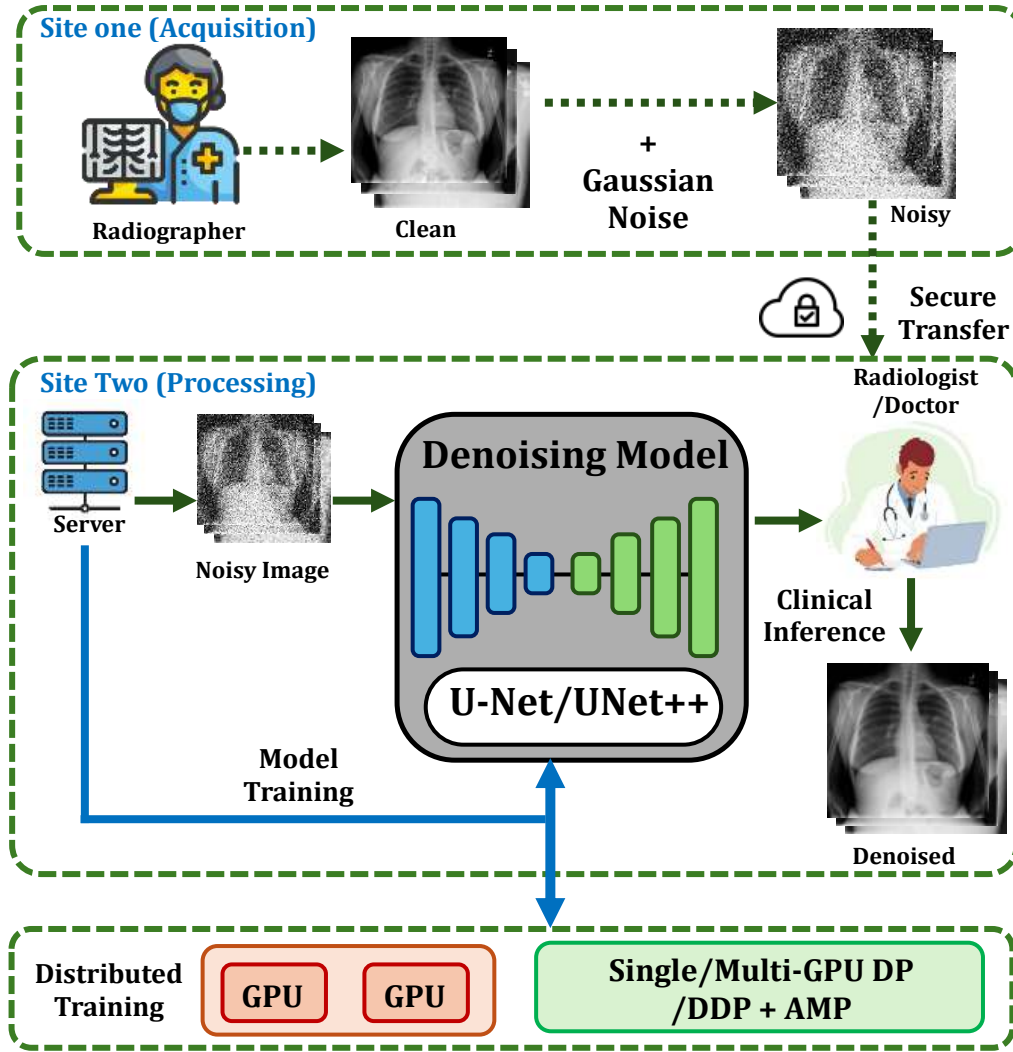 Site one (Acquisition)
Radiographer
Clean
+
Gaussian
Noise
Noisy
Secure
Transfer
Site Two (Processing)
Radiologist
/Doctor
Server
Noisy Image
Denoising Model
U-Net/UNet++
Clinical
Inference
Model
Training
Denoised
Distributed
Training
GPU
GPU
Single/Multi-GPU DP
/DDP + AMP